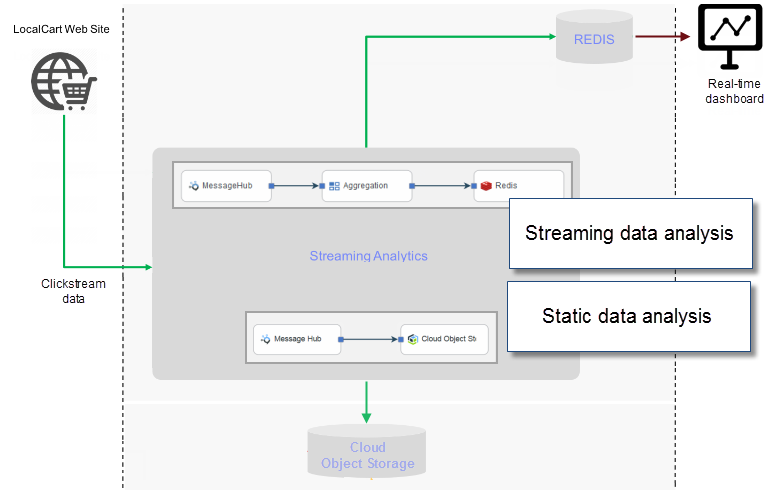 LocalCart Web Site
REDIS
Real-time
dashboard
MessageHub
Aggregation
Redis
Streaming data analysis
Streaming Analytics
Clickstream
data
Static data analysis
Message Hub
Cloud Object Sto
Cloud
Object Storage